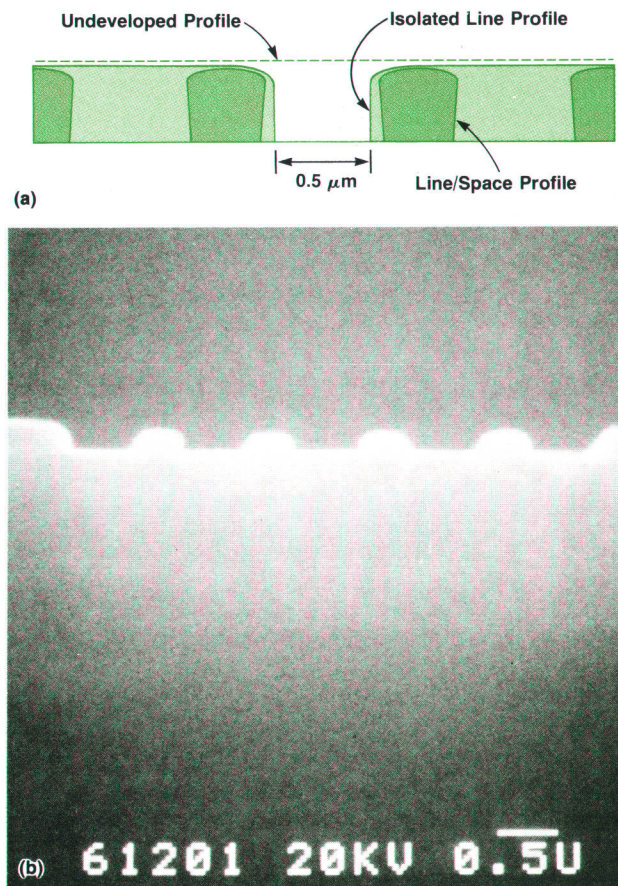 Undeveloped Profile
Isolated Line Profile
0.5 μm
Line/Space Profile
(a)
(b) 61201 20KV 0.5U